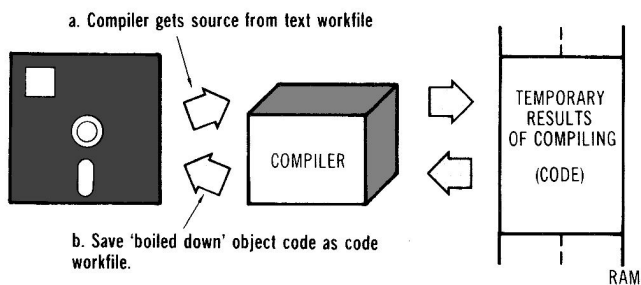 a. Compiler gets source from text workfile
COMPILER
TEMPORARY
RESULTS
OF COMPILING
(CODE)
b. Save 'boiled down' object code as code
workfile.
RAM